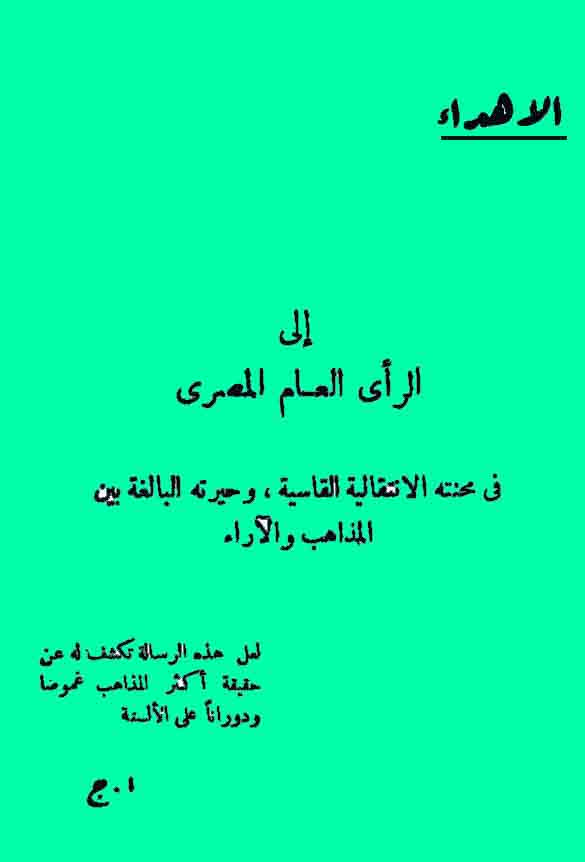 الاهداء
إلى
الرأى العام المصرى
فى محنته الانتقالية القاسية ، وحيرته البالغة بين
المذاهب والآراء
لعل هذه الرسالة تكشف له عن
حقيقة أكثر المذاهب غموضا
ودوراناً على الألسنة
ا . ج